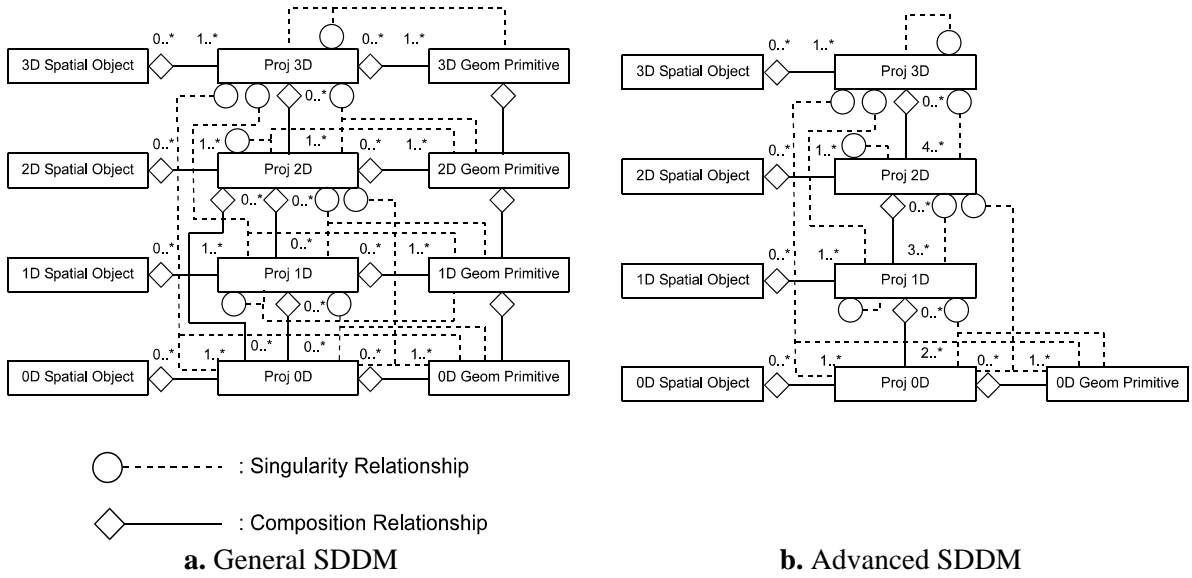 0..* 1..* 0..* 1..*
3D Spatial Object Proj 3D 3D Geom Primitive
0..*
0..* 1..* 1..* 1..*
2D Spatial Object Proj 2D 0..* 2D Geom Primitive
0..* 0..*
0..* 1..* 0..* 1..*
1D Spatial Object Proj 1D 0..* 1D Geom Primitive
0..*
0..* 1..* 0..* 0..* 0..* 1..*
0D Spatial Object Proj 0D 0D Geom Primitive
: Singularity Relationship
: Composition Relationship
a. General SDDM
0..* 1..*
3D Spatial Object Proj 3D
0..*
0..* 1..* 4..*
2D Spatial Object Proj 2D
0..*
0..* 1..* 3..*
1D Spatial Object Proj 1D
0..*
0..* 1..* 2..* 0..* 1..*
0D Spatial Object Proj 0D 0D Geom Primitive
b. Advanced SDDM